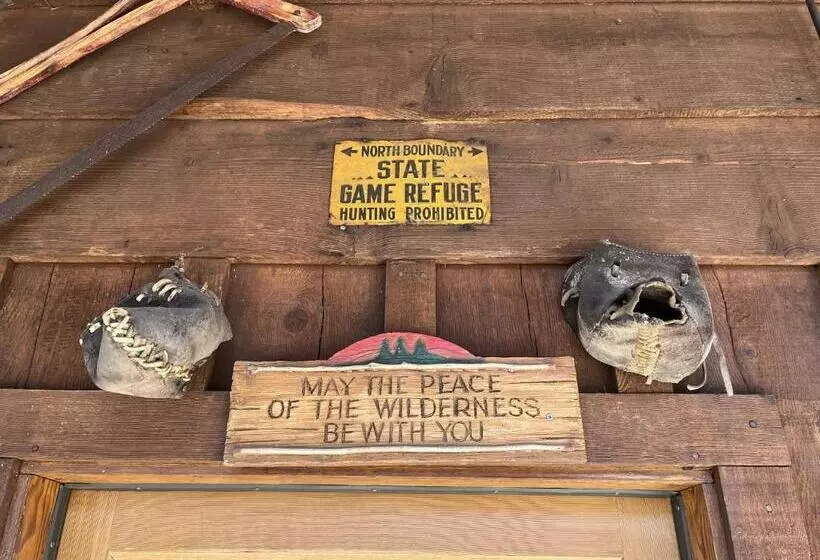 ← NORTH BOUNDARY →
STATE
GAME REFUGE
HUNTING PROHIBITED
MAY THE PEACE
OF THE WILDERNESS
BE WITH YOU